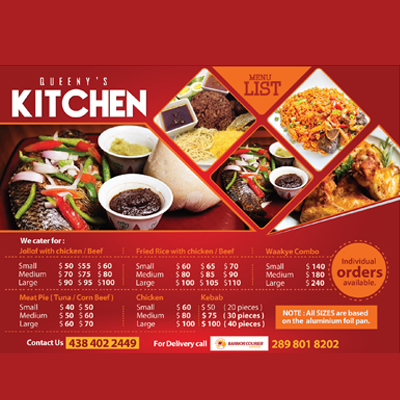 QUEENY'S
KITCHEN
MENU
LIST
We cater for :
Jollof with chicken / Beef
Small $ 50 $55 $ 60
Medium $ 70 $75 $ 80
Large $ 90 $ 95 $ 100
Fried Rice with chicken / Beef
Small $ 60 $ 65 $ 70
Medium $ 80 $ 85 $ 90
Large $ 100 $ 105 $ 110
Waakye Combo
Small $ 140
Medium $ 180
Large $ 240
Individual
orders
available.
Meat Pie ( Tuna / Corn Beef )
Small $ 40 $ 50
Medium $ 50 $ 60
Large $ 60 $ 70
Chicken
Small $ 60
Medium $ 80
Large $ 100
Kebab
$ 50 ( 20 pieces )
$ 75 ( 30 pieces )
$ 100 ( 40 pieces )
NOTE : All SIZES are based
on the aluminium foil pan.
Contact Us 438 402 2449
For Delivery call
289 801 8202